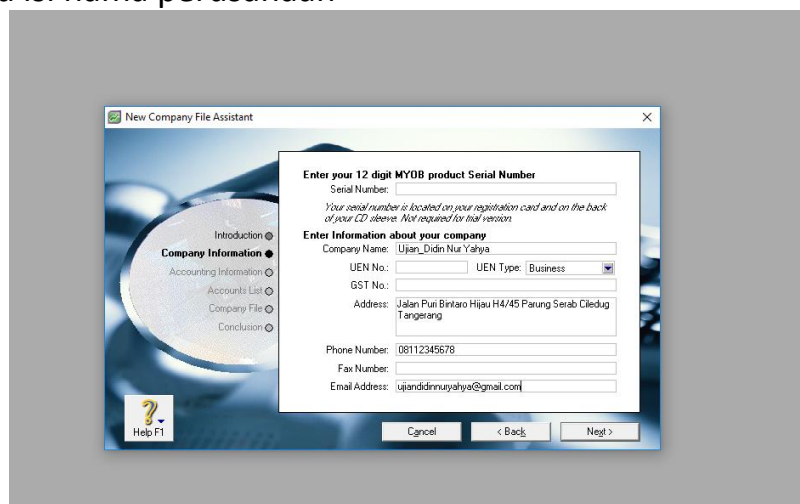 nama perusahaan
New Company File Assistant
Introduction
Company Information
Accounting Information
Accounts List
Company File
Conclusion
Help F1
Enter your 12 digit MYOB product Serial Number
Serial Number:
Your serial number is located on your registration card and on the back
of your CD sleeve. Not required for trial version.
Enter Information about your company
Company Name: Ujian_Didin Nur Yahya
UEN No.: UEN Type: Business
GST No.:
Address: Jalan Puri Bintaro Hijau H4/45 Parung Serab Ciledug
Tangerang
Phone Number: 08112345678
Fax Number:
Email Address: ujiandidinnuryahya@gmail.com
Cancel < Back Next >